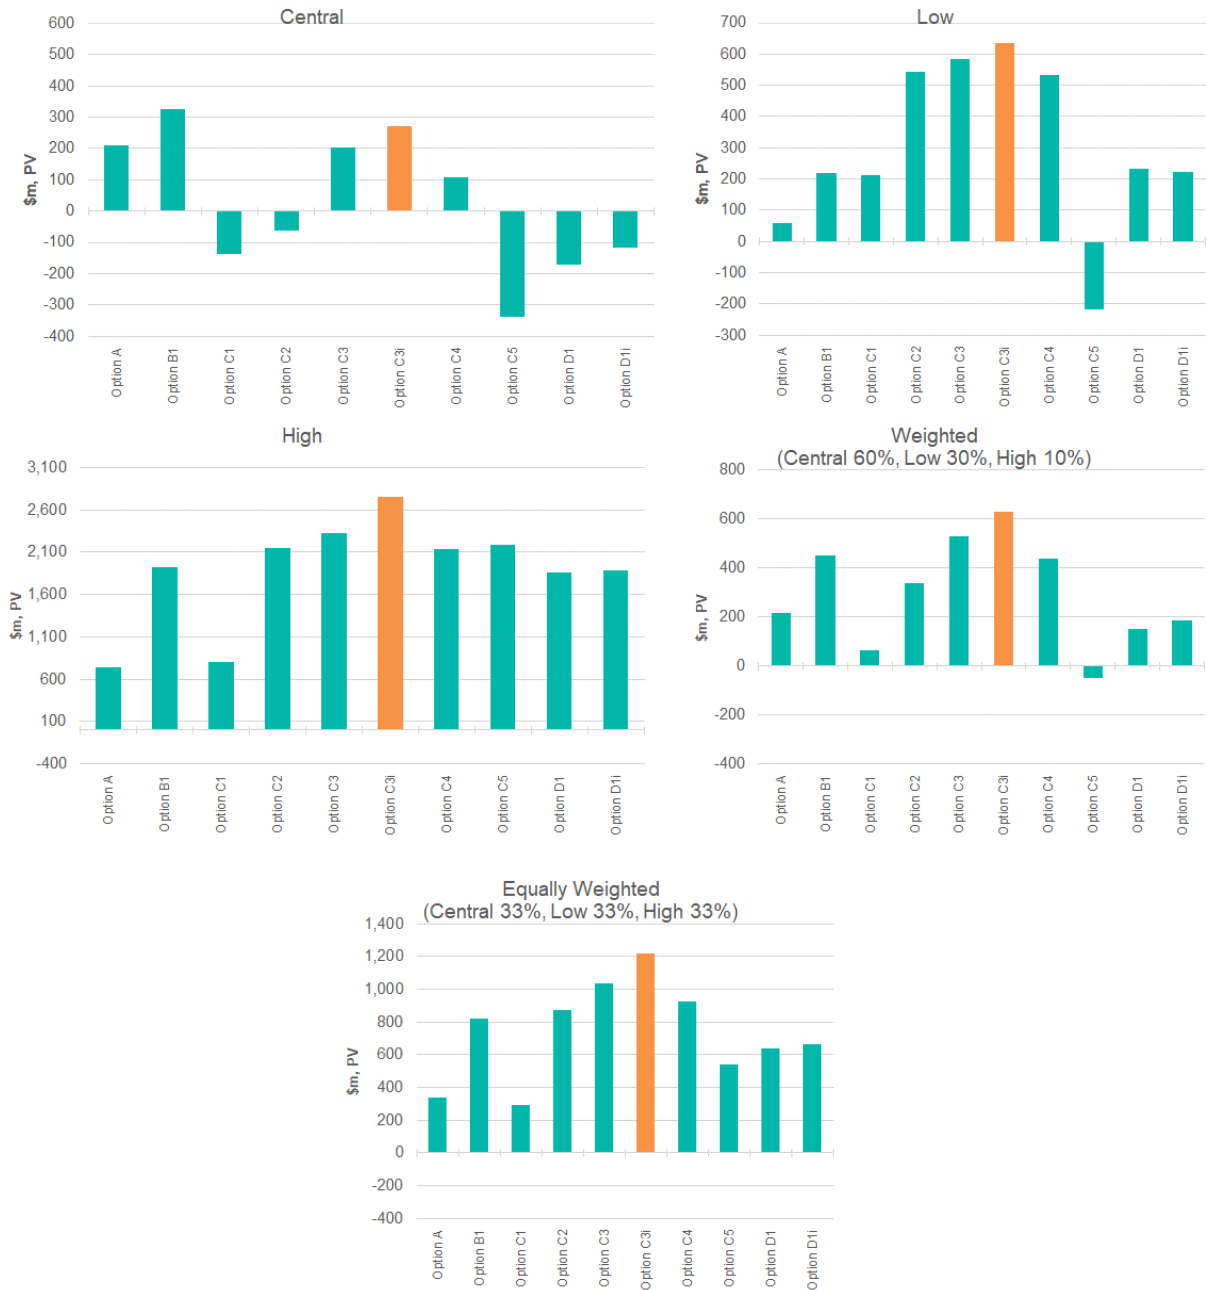 Central
600
500
400
300
200
100
0
-100
-200
-300
-400
$m, PV
Option A
Option B1
Option C1
Option C2
Option C3
Option C3i
Option C4
Option C5
Option D1
Option D1i
Low
700
600
500
400
300
200
100
0
-100
-200
-300
$m, PV
Option A
Option B1
Option C1
Option C2
Option C3
Option C3i
Option C4
Option C5
Option D1
Option D1i
High
3,100
2,600
2,100
1,600
1,100
600
100
-400
$m, PV
Option A
Option B1
Option C1
Option C2
Option C3
Option C3i
Option C4
Option C5
Option D1
Option D1i
Weighted
(Central 60%, Low 30%, High 10%)
800
600
400
200
0
-200
-400
$m, PV
Option A
Option B1
Option C1
Option C2
Option C3
Option C3i
Option C4
Option C5
Option D1
Option D1i
Equally Weighted
(Central 33%, Low 33%, High 33%)
1,400
1,200
1,000
800
600
400
200
0
-200
-400
$m, PV
Option A
Option B1
Option C1
Option C2
Option C3
Option C3i
Option C4
Option C5
Option D1
Option D1i